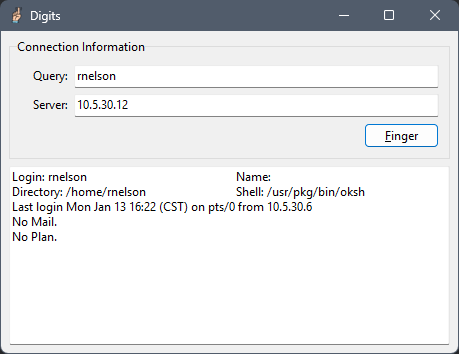 Digits
Connection Information
Query: rnelson
Server: 10.5.30.12
Finger
Login: rnelson Name:
Directory: /home/rnelson Shell: /usr/pkg/bin/oksh
Last login Mon Jan 13 16:22 (CST) on pts/0 from 10.5.30.6
No Mail.
No Plan.